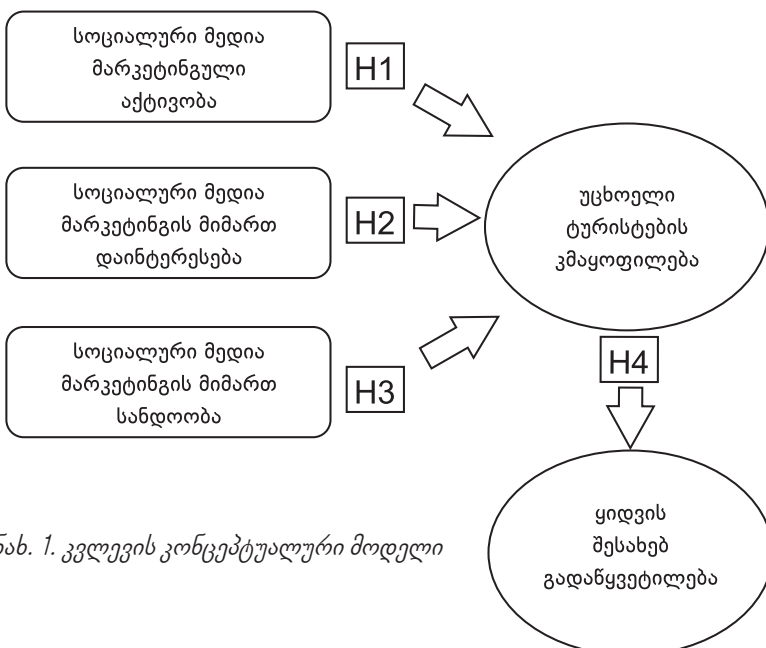 სოციალური მედია
მარკეტინგული
აქტივობა
H1
სოციალური მედია
მარკეტინგის მიმართ
დაინტერესება
H2
სოციალური მედია
მარკეტინგის მიმართ
სანდოობა
H3
უცხოელი
ტურისტების
კმაყოფილება
H4
ყიდვის
შესახებ
გადაწყვეტილება
ნახ. 1. კვლევის კონცეპტუალური მოდელი